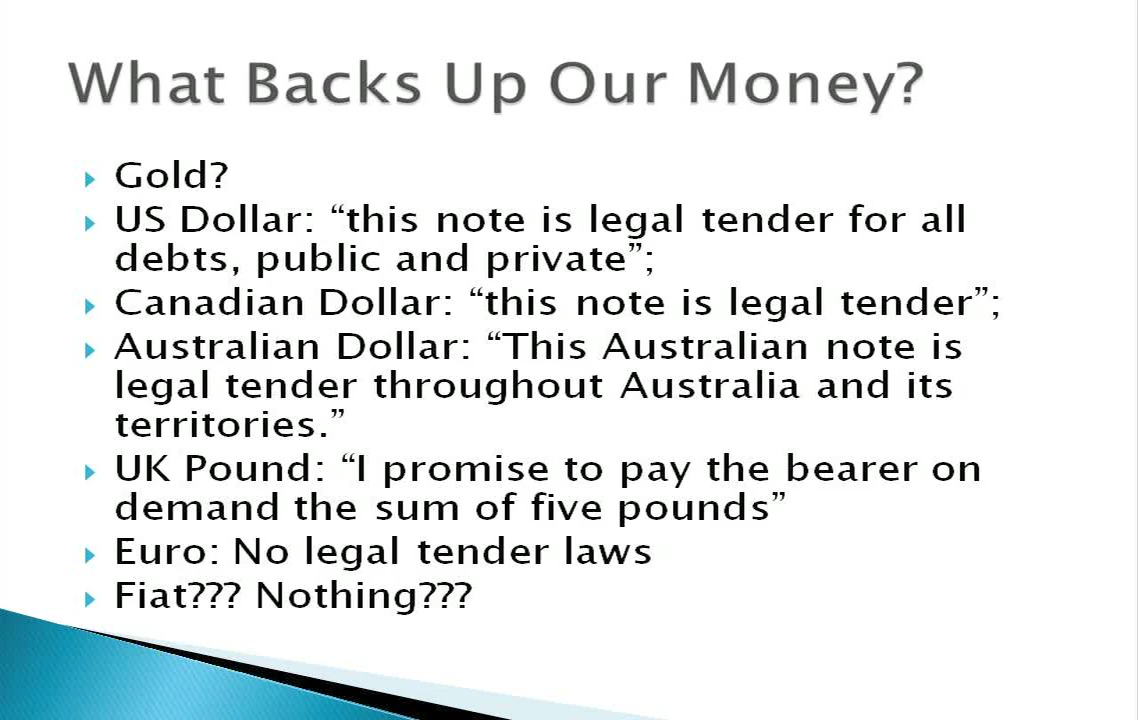 What Backs Up Our Money?
Gold?
US Dollar: “this note is legal tender for all
debts, public and private”;
Canadian Dollar: “this note is legal tender”;
Australian Dollar: “This Australian note is
legal tender throughout Australia and its
territories.”
UK Pound: “I promise to pay the bearer on
demand the sum of five pounds”
Euro: No legal tender laws
Fiat??? Nothing???